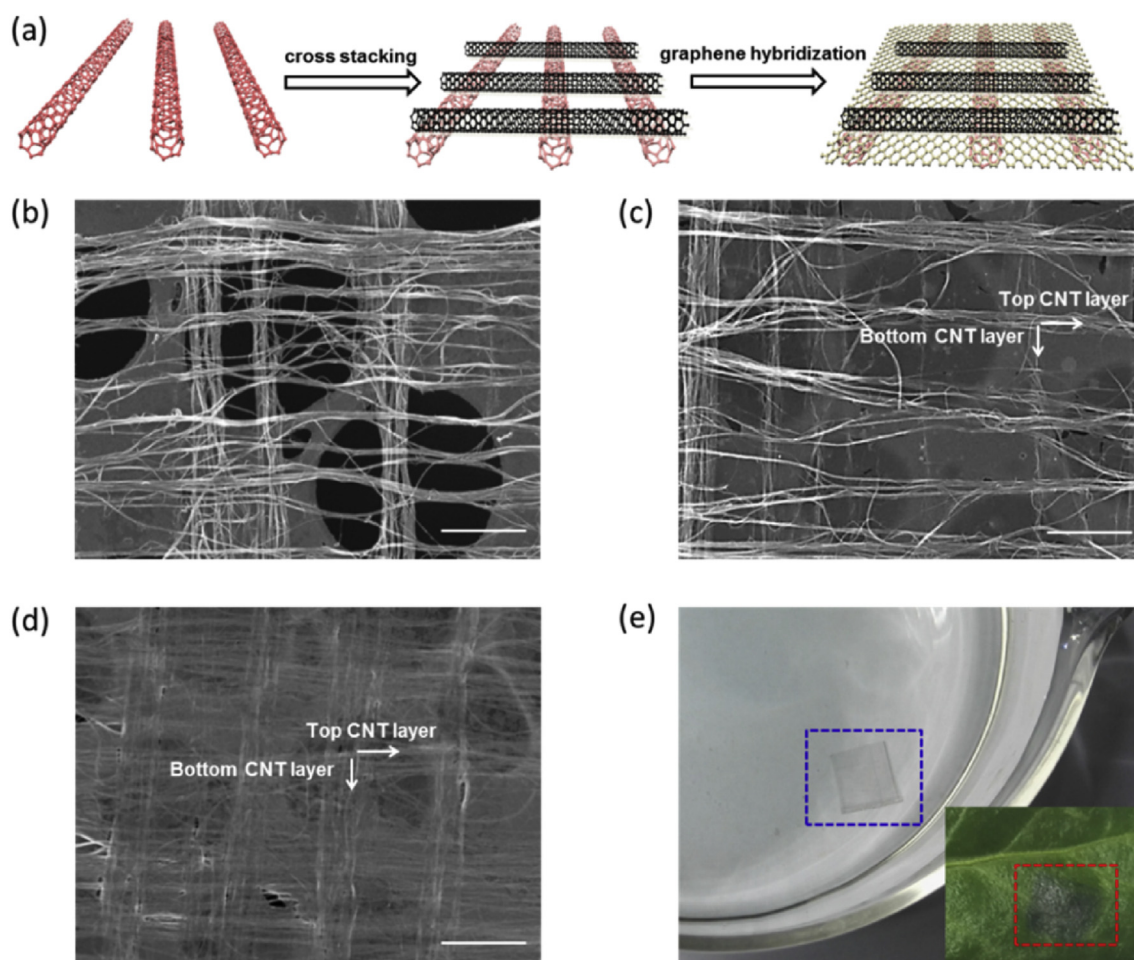 (a)
cross stacking
graphene hybridization
(b)
(c)
Top CNT layer
Bottom CNT layer
(d)
Top CNT layer
Bottom CNT layer
(e)